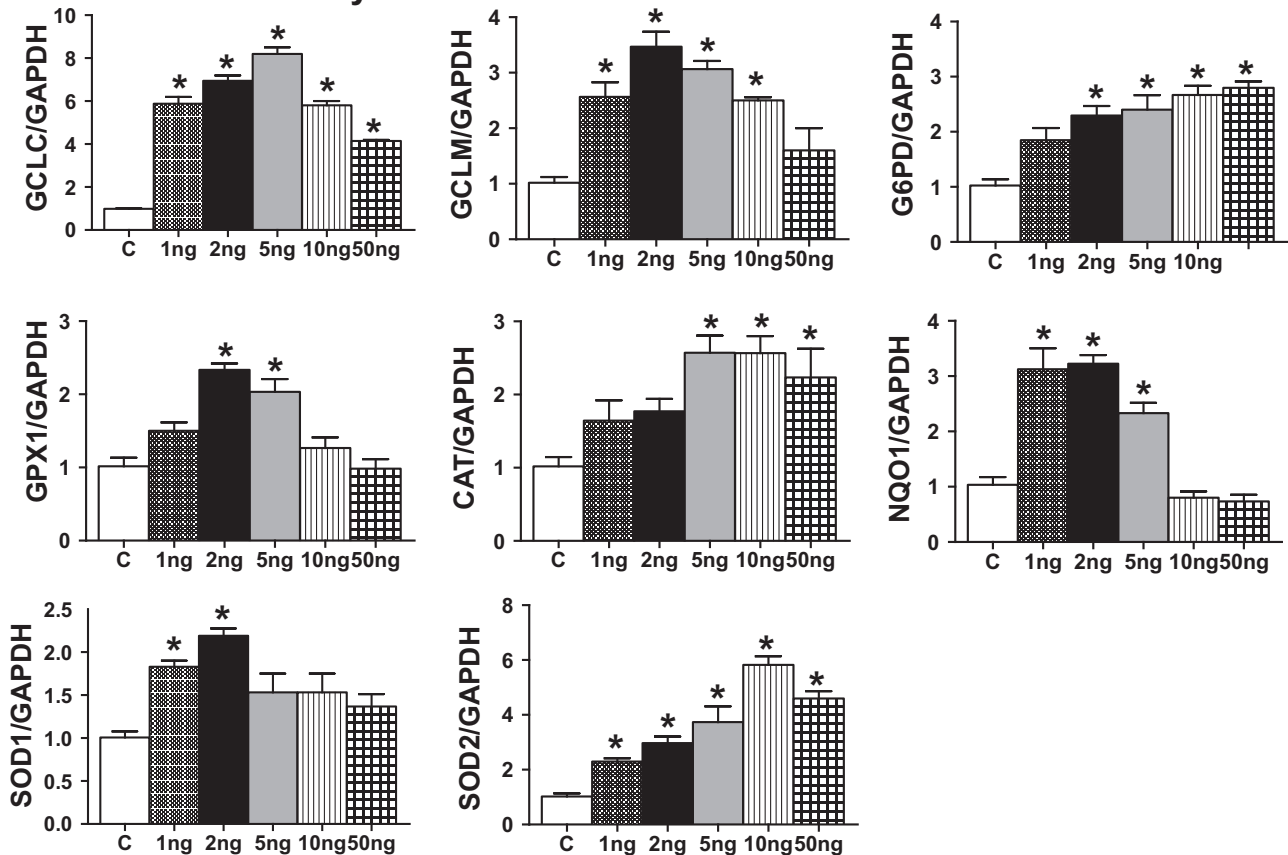 GCLC/GAPDH
10
8
6
4
2
0
* * * * *
C 1ng 2ng 5ng 10ng 50ng
GCLM/GAPDH
4
3
2
1
0
* * * *
C 1ng 2ng 5ng 10ng 50ng
G6PD/GAPDH
4
3
2
1
0
* * * *
C 1ng 2ng 5ng 10ng
GPX1/GAPDH
3
2
1
0
* *
C 1ng 2ng 5ng 10ng 50ng
CAT/GAPDH
3
2
1
0
* * *
C 1ng 2ng 5ng 10ng 50ng
NQO1/GAPDH
4
3
2
1
0
* * *
C 1ng 2ng 5ng 10ng 50ng
SOD1/GAPDH
2.5
2.0
1.5
1.0
0.5
0.0
* *
C 1ng 2ng 5ng 10ng 50ng
SOD2/GAPDH
8
6
4
2
0
* * * * *
C 1ng 2ng 5ng 10ng 50ng